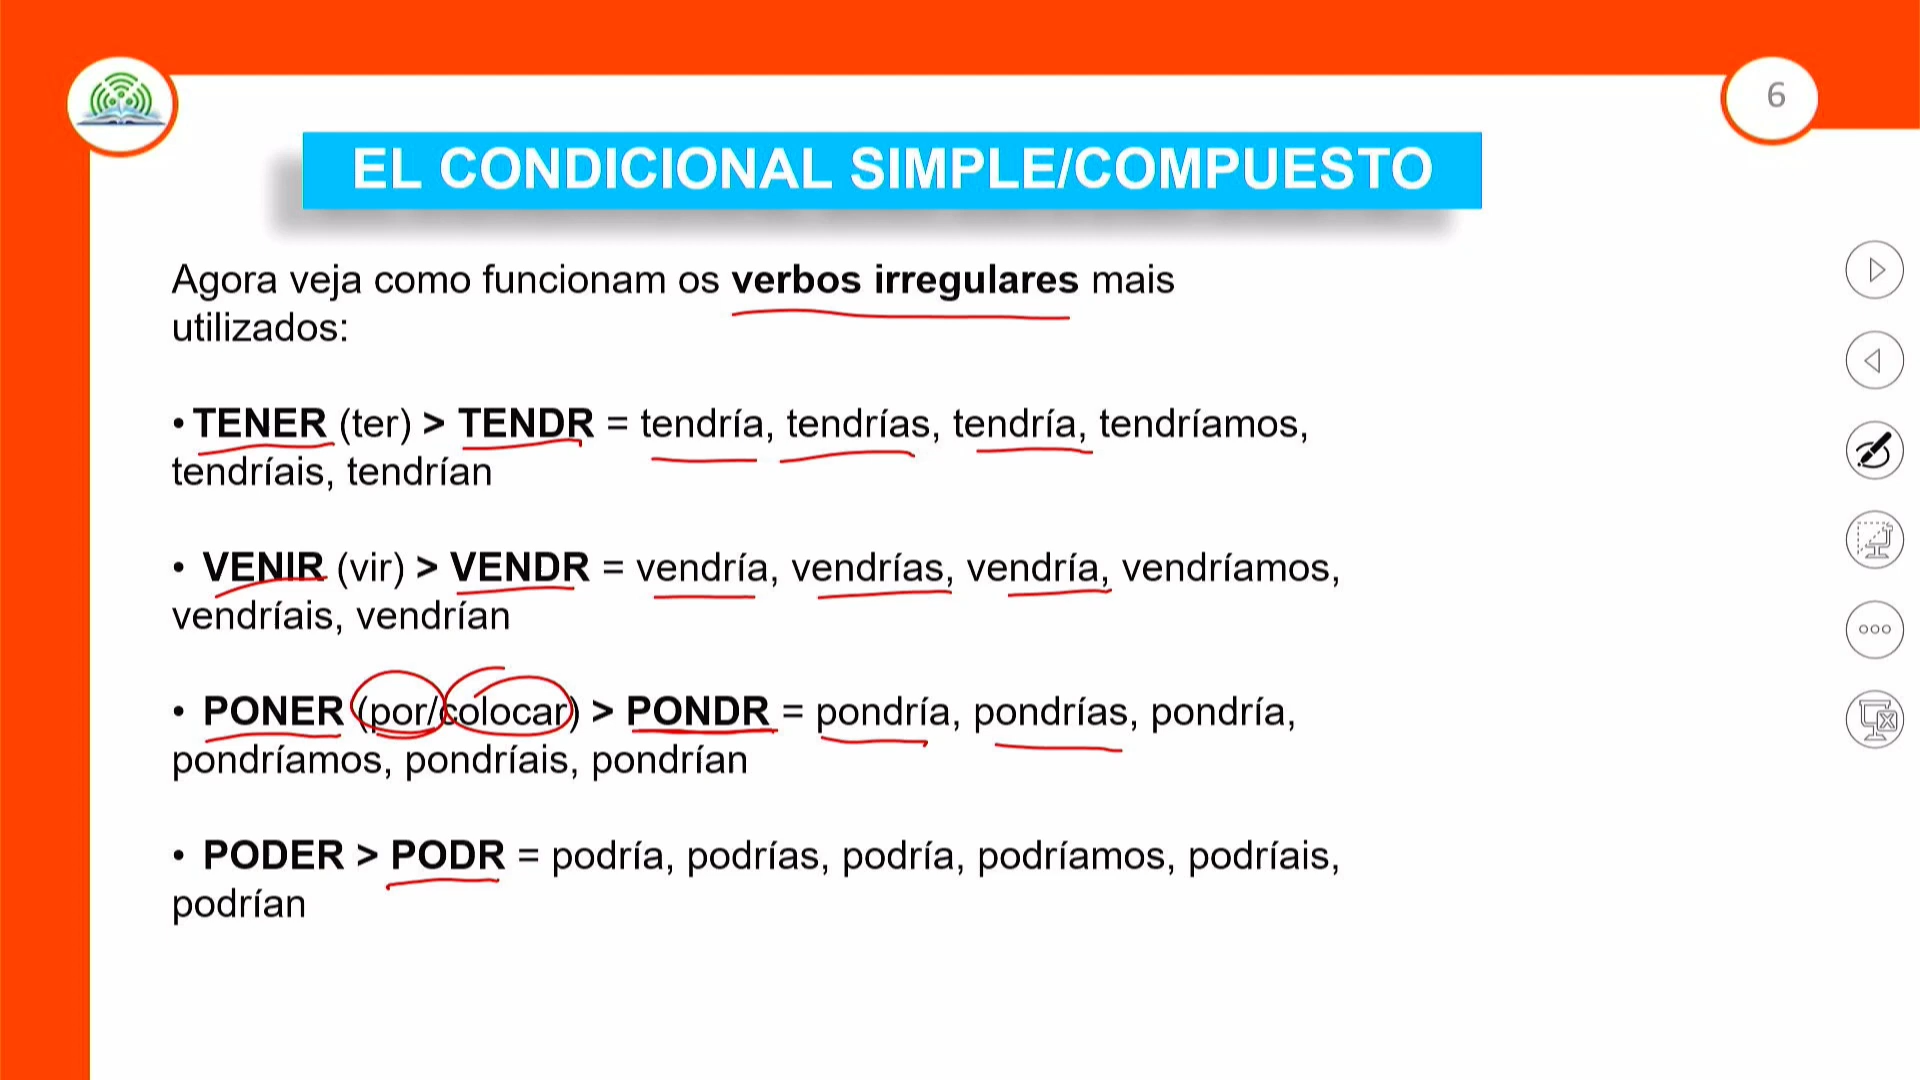 6
EL CONDICIONAL SIMPLE/COMPUESTO
Agora veja como funcionam os verbos irregulares mais
utilizados:
• TENER (ter) > TENDR = tendría, tendrías, tendría, tendríamos,
tendríais, tendrían
• VENIR (vir) > VENDR = vendría, vendrías, vendría, vendríamos,
vendríais, vendrían
• PONER (por/colocar) > PONDR = pondría, pondrías, pondría,
pondríamos, pondríais, pondrían
• PODER > PODR = podría, podrías, podría, podríamos, podríais,
podrían